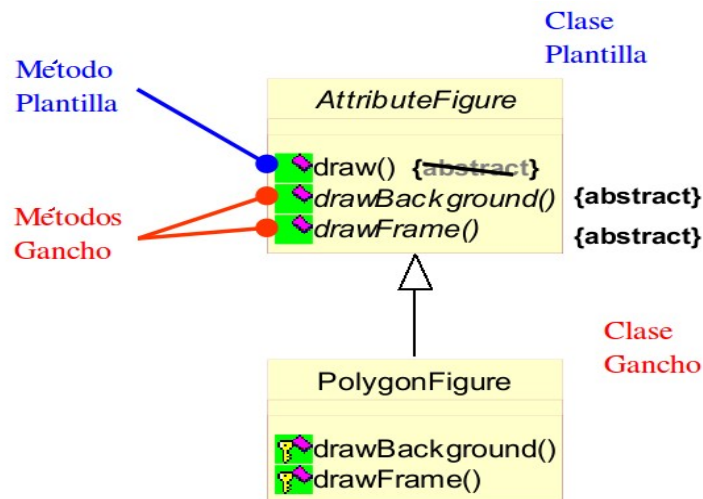 Clase
Plantilla
Método
Plantilla
AttributeFigure
draw() {abstract}
drawBackground() {abstract}
drawFrame() {abstract}
Métodos
Gancho
Clase
Gancho
PolygonFigure
drawBackground()
drawFrame()